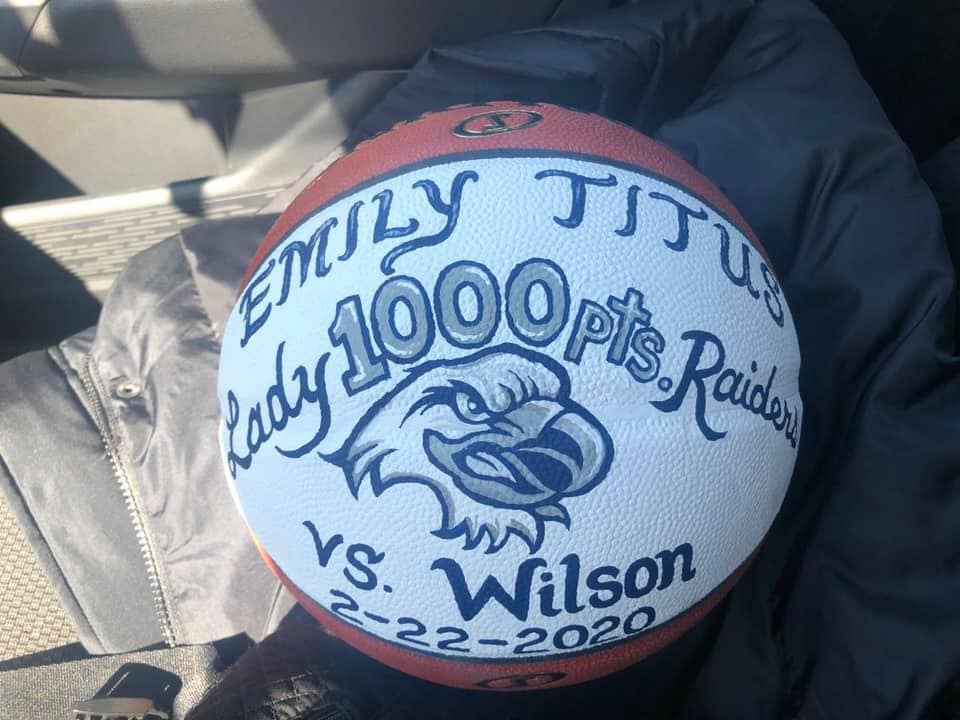 EMILY TITUS
1000 pts.
Lady Raiders
vs. Wilson
2-22-2020